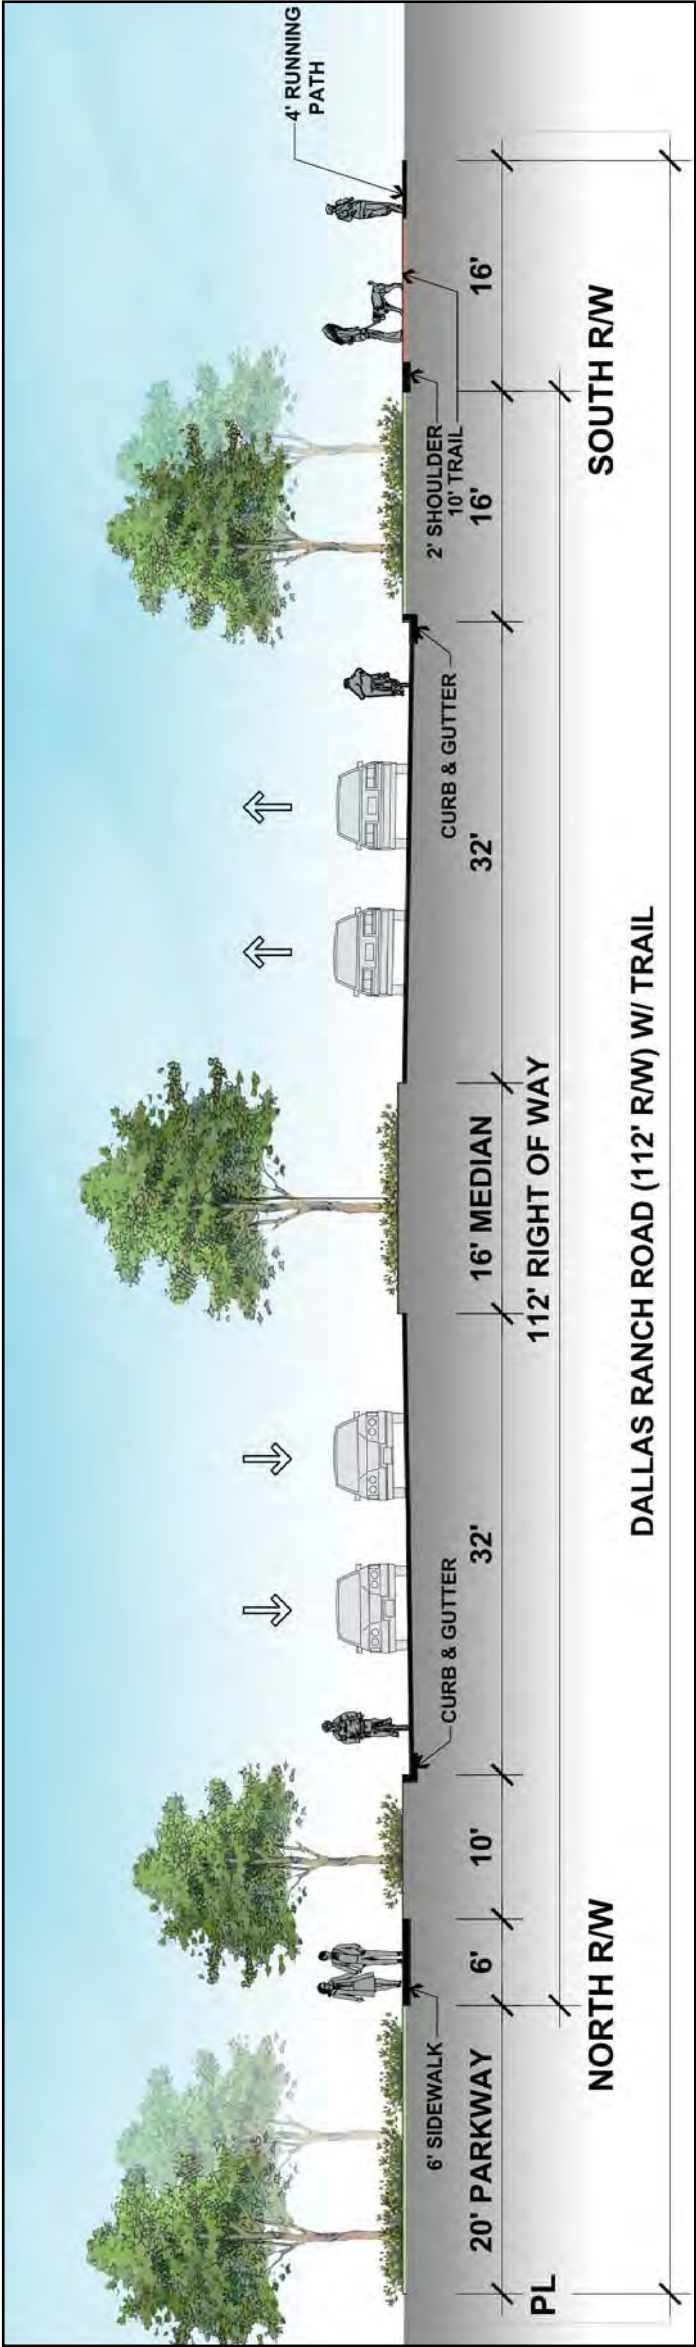 4' RUNNING
PATH
6' SIDEWALK
CURB & GUTTER
CURB & GUTTER
2' SHOULDER
10' TRAIL
20' PARKWAY
6'
10'
32'
16' MEDIAN
32'
16'
16'
112' RIGHT OF WAY
PL
NORTH R/W
SOUTH R/W
DALLAS RANCH ROAD (112' R/W) W/ TRAIL